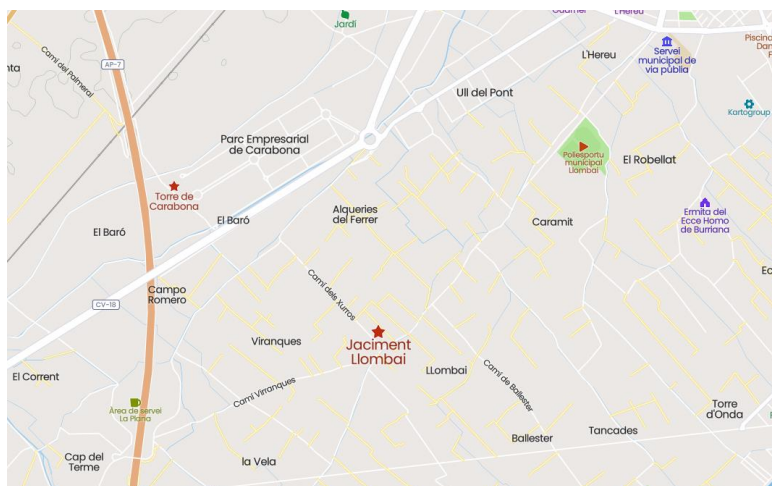 Gudumer
L'Hereu
Jardí
Camí del Palmeral
AP-7
L'Hereu
Servei
municipal de
via pública
Piscina
Dam
Kartogroup
Ull del Pont
Parc Empresarial
de Carabona
Poliesportu
municipal
Llombai
El Robellat
Torre de
Carabona
El Baró
El Baró
Alqueries
del Ferrer
Caramit
Ermita del
Ecce Homo
de Burriana
Campo
Romero
CV-18
Camí dels Xurros
Jaciment
Llombai
Viranques
LLombai
Camí de Ballester
El Corrent
Camí Virranques
Àrea de servei
La Plana
Torre
d'Onda
Tancades
Ballester
Cap del
Terme
la Vela